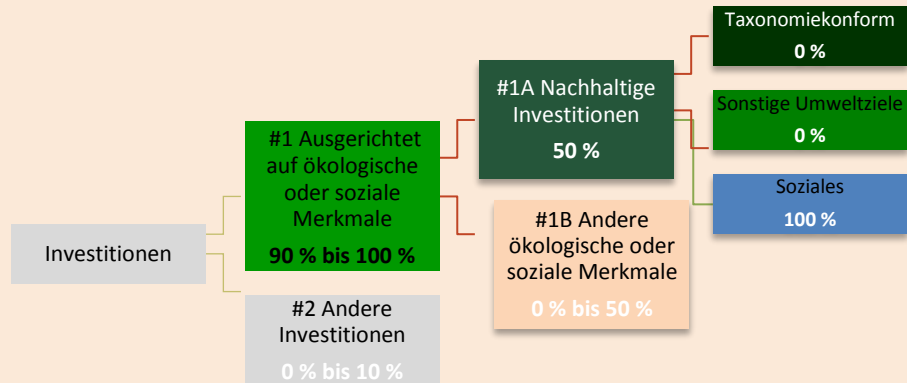 Investitionen
#1 Ausgerichtet
auf ökologische
oder soziale
Merkmale
90 % bis 100 %
#2 Andere
Investitionen
0 % bis 10 %
#1A Nachhaltige
Investitionen
50 %
#1B Andere
ökologische oder
soziale Merkmale
0 % bis 50 %
Taxonomiekonform
0 %
Sonstige Umweltziele
0 %
Soziales
100 %